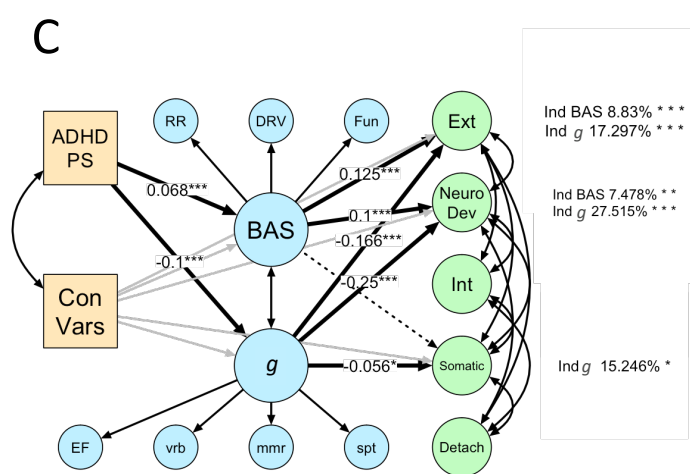 C
RR
DRV
Fun
Ext
ADHD
PS
Ind BAS 8.83% * * *
Ind g 17.297% * * *
0.125***
0.068***
Neuro
Dev
Ind BAS 7.478% * *
Ind g 27.515% * * *
BAS
0.1***
-0.166***
-0.1***
-0.25***
Int
Con
Vars
g
-0.056*
Somatic
Ind g 15.246% *
EF
vrb
mmr
spt
Detach